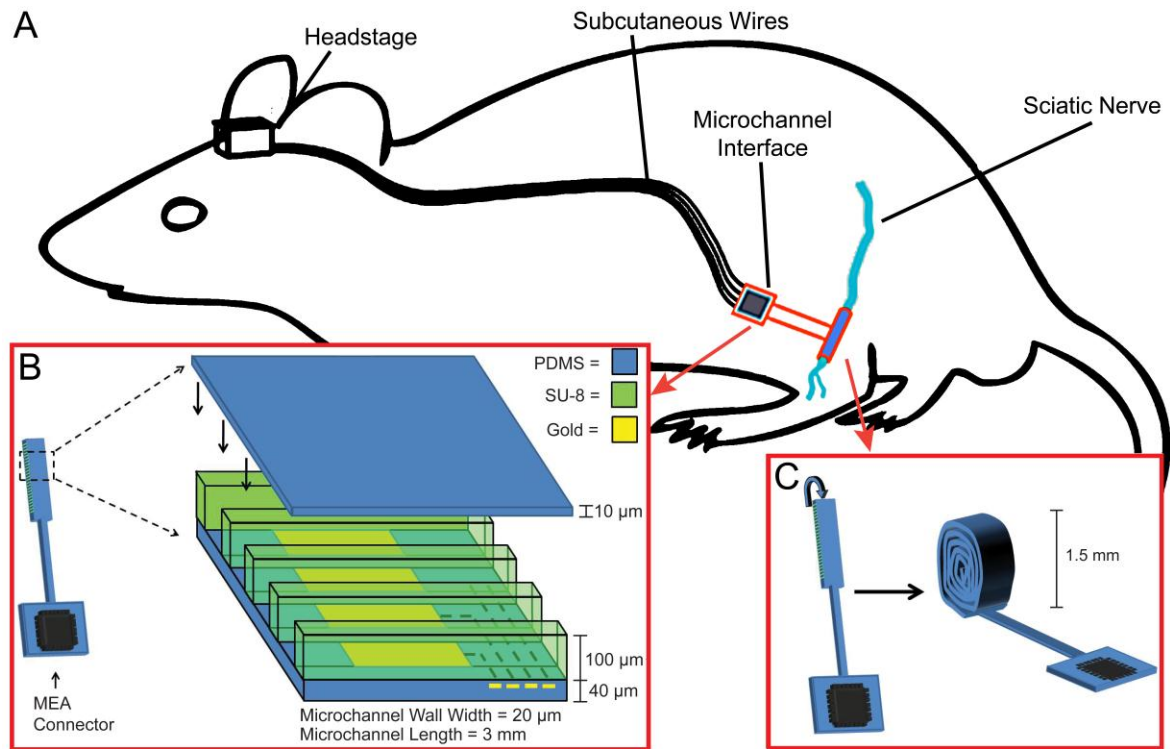 A
Headstage
Subcutaneous Wires
Microchannel
Interface
Sciatic Nerve
B
PDMS =
SU-8 =
Gold =
10 µm
100 µm
40 µm
MEA
Connector
Microchannel Wall Width = 20 µm
Microchannel Length = 3 mm
C
1.5 mm